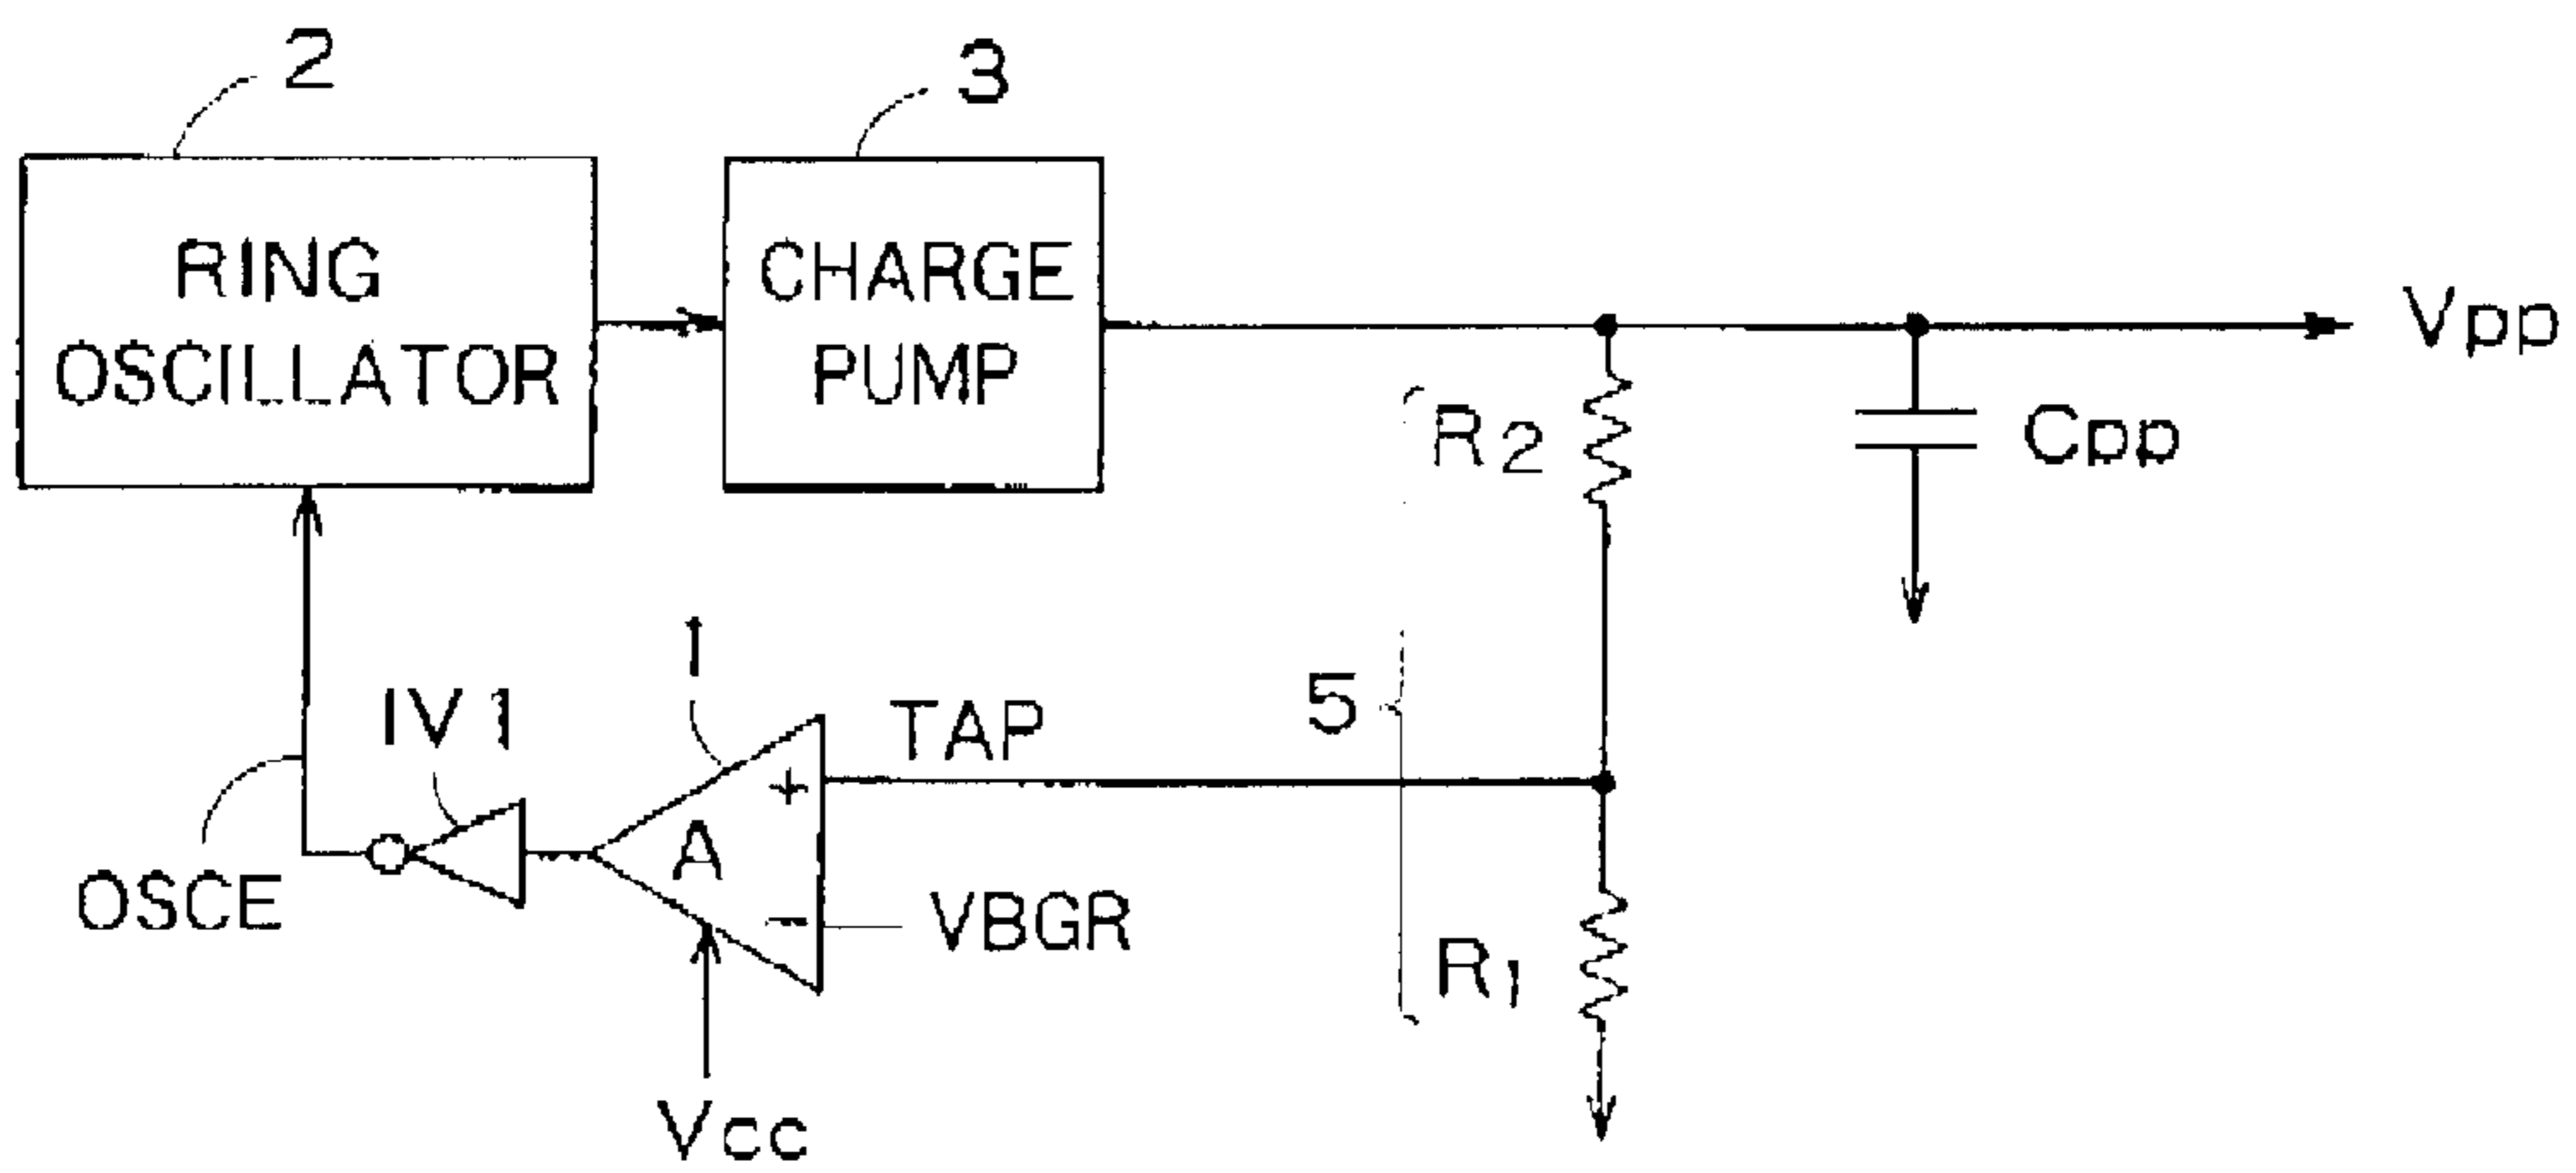 2
3
RING
OSCILLATOR
CHARGE
PUMP
Vpp
R2
Cpp
1
IV1
TAP
5
+
A
OSCE
−
VBGR
R1
Vcc